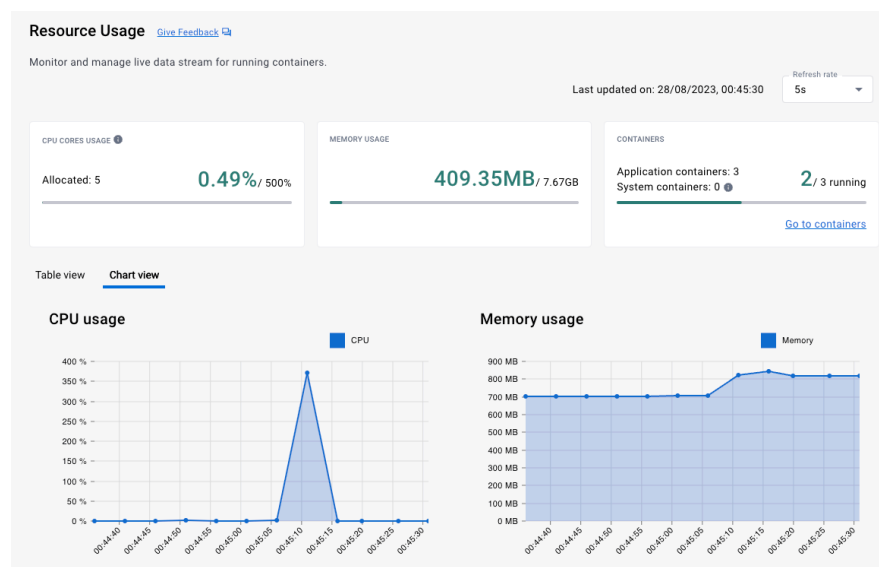 Resource Usage Give Feedback
Monitor and manage live data stream for running containers.
Last updated on: 28/08/2023, 00:45:30
Refresh rate
5s
CPU CORES USAGE
Allocated: 5
0.49% / 500%
MEMORY USAGE
409.35MB / 7.67GB
CONTAINERS
Application containers: 3
System containers: 0
2 / 3 running
Go to containers
Table view Chart view
CPU usage
CPU
400 %
350 %
300 %
250 %
200 %
150 %
100 %
50 %
0 %
00:44:40 00:44:45 00:44:50 00:44:55 00:45:00 00:45:05 00:45:10 00:45:15 00:45:20 00:45:25 00:45:30
Memory usage
Memory
900 MB
800 MB
700 MB
600 MB
500 MB
400 MB
300 MB
200 MB
100 MB
0 MB
00:44:40 00:44:45 00:44:50 00:44:55 00:45:00 00:45:05 00:45:10 00:45:15 00:45:20 00:45:25 00:45:30